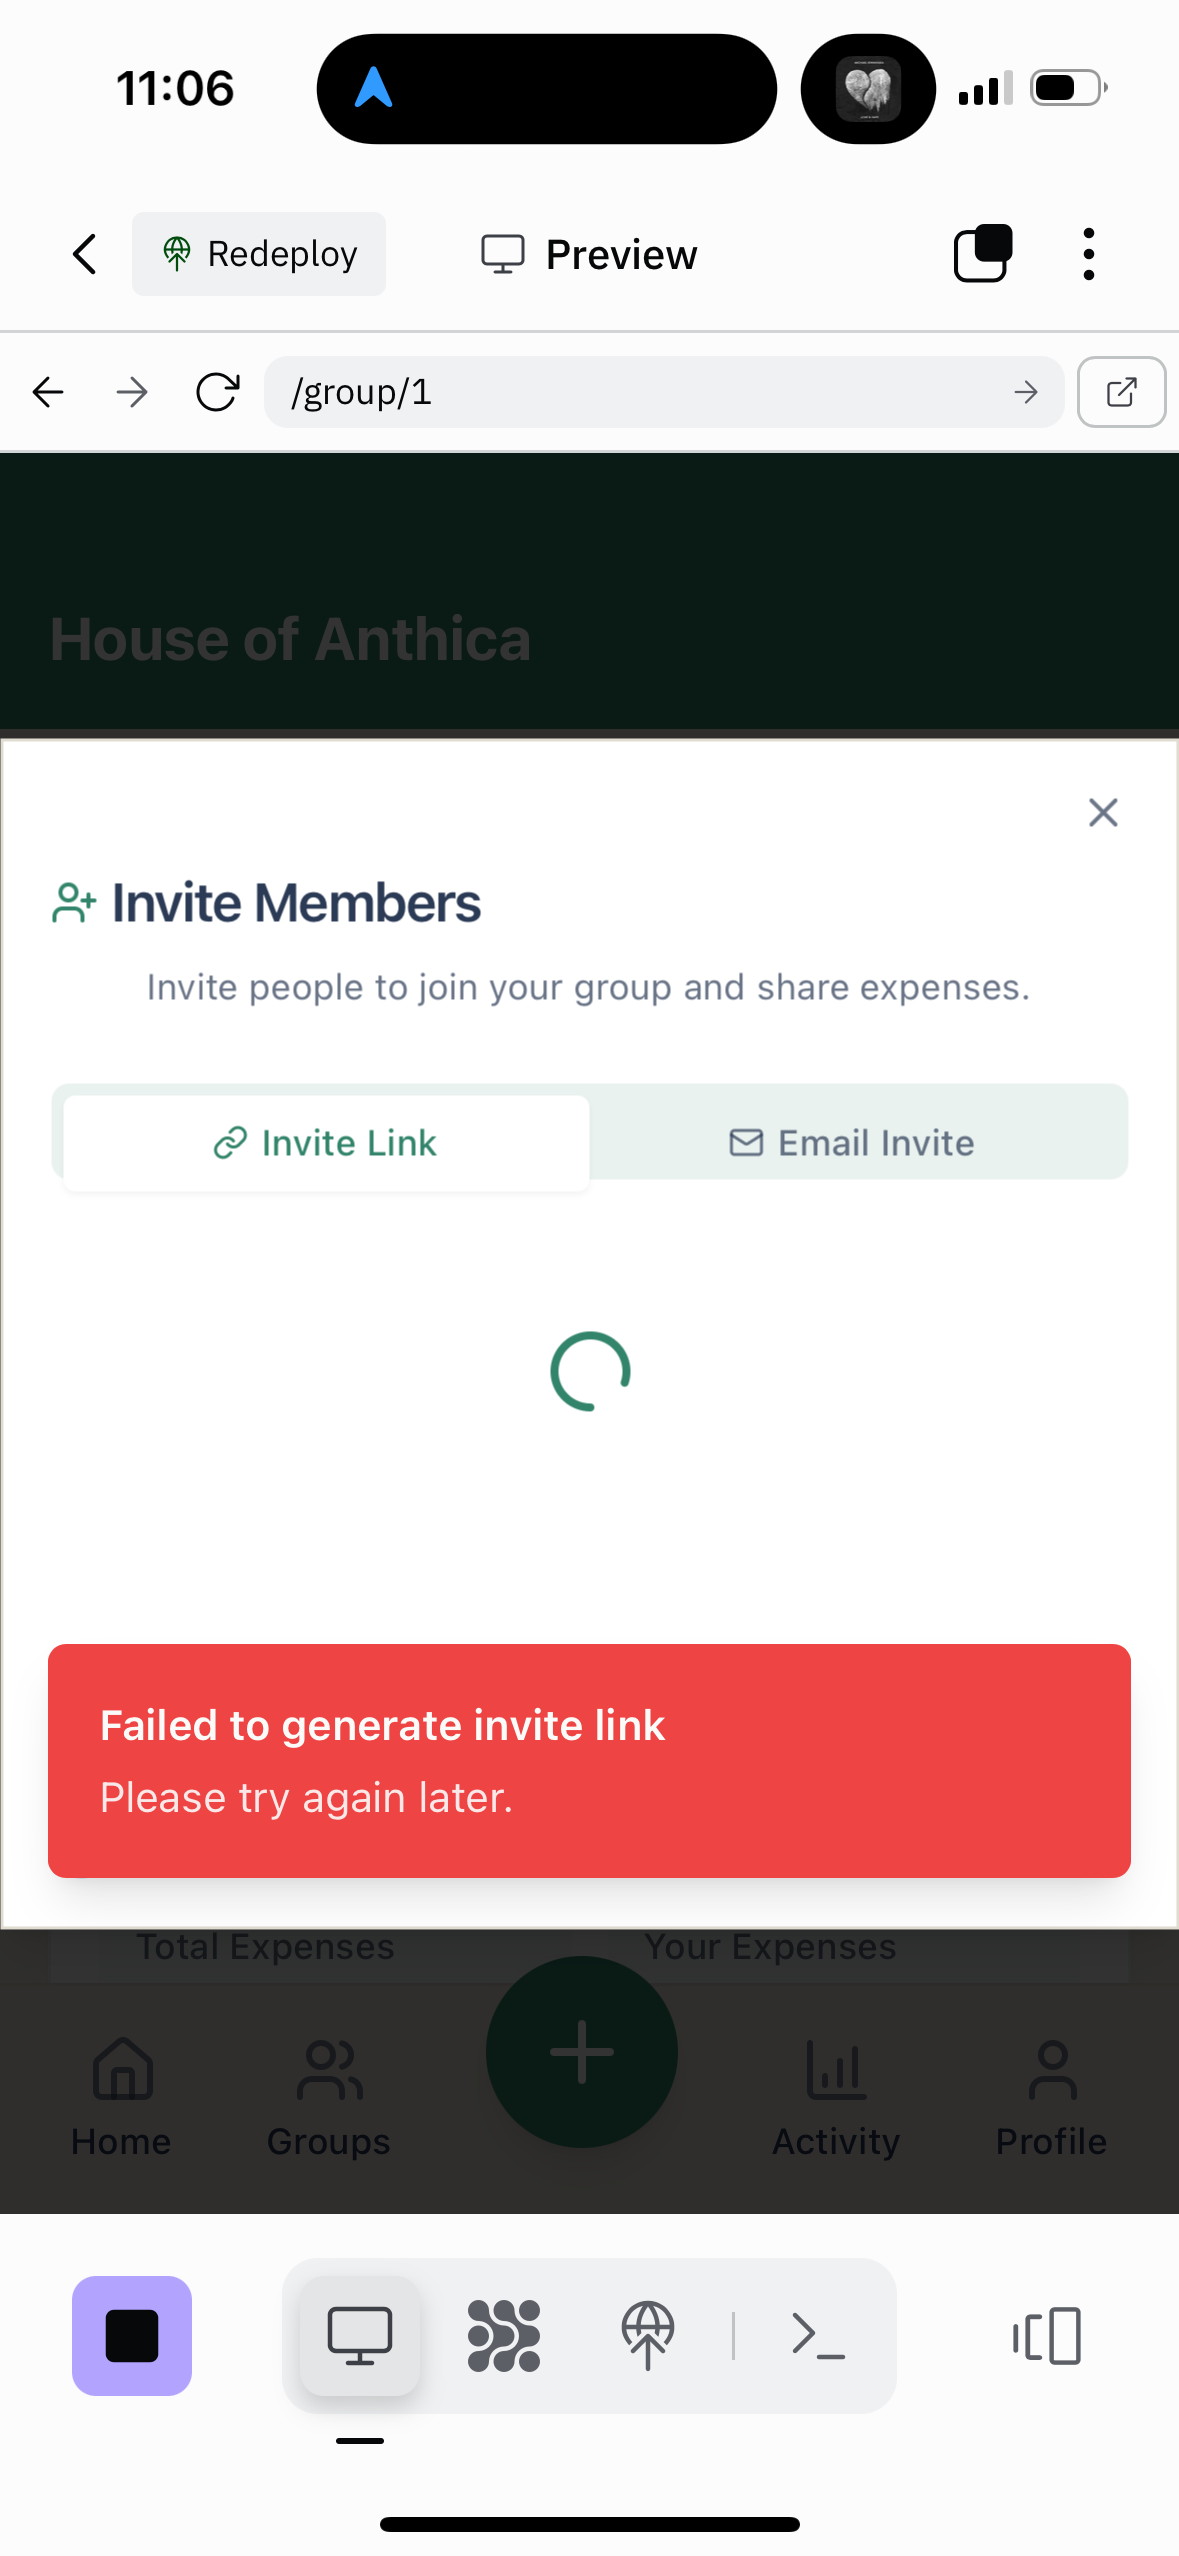 11:06
Redeploy
Preview
/group/1
House of Anthica
Invite Members
Invite people to join your group and share expenses.
Invite Link
Email Invite
Failed to generate invite link
Please try again later.
Total Expenses
Your Expenses
Home
Groups
Activity
Profile